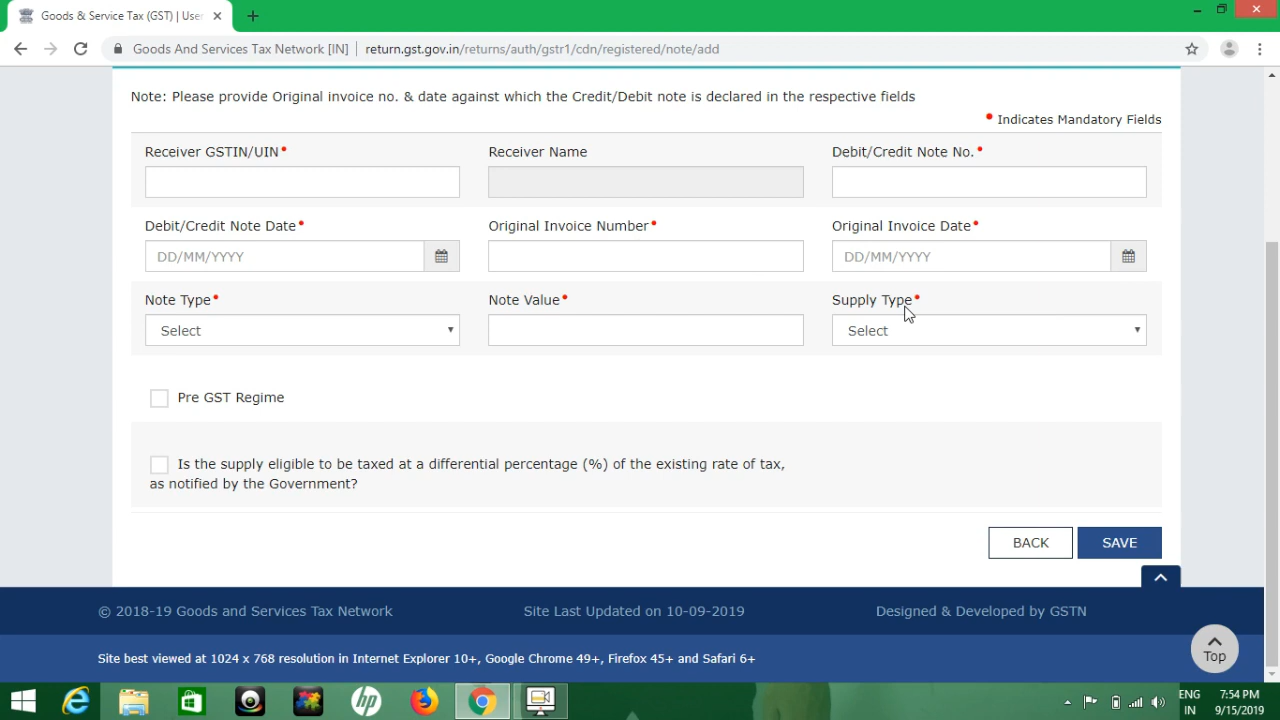 Goods & Service Tax (GST) | User
Goods And Services Tax Network [IN] return.gst.gov.in/returns/auth/gstr1/cdn/registered/note/add
Note: Please provide Original invoice no. & date against which the Credit/Debit note is declared in the respective fields
• Indicates Mandatory Fields
Receiver GSTIN/UIN• Receiver Name Debit/Credit Note No.•
Debit/Credit Note Date• Original Invoice Number• Original Invoice Date•
DD/MM/YYYY DD/MM/YYYY
Note Type• Note Value• Supply Type•
Select Select
Pre GST Regime
Is the supply eligible to be taxed at a differential percentage (%) of the existing rate of tax,
as notified by the Government?
BACK SAVE
© 2018-19 Goods and Services Tax Network Site Last Updated on 10-09-2019 Designed & Developed by GSTN
Site best viewed at 1024 x 768 resolution in Internet Explorer 10+, Google Chrome 49+, Firefox 45+ and Safari 6+
Top
hp
ENG 7:54 PM
IN 9/15/2019